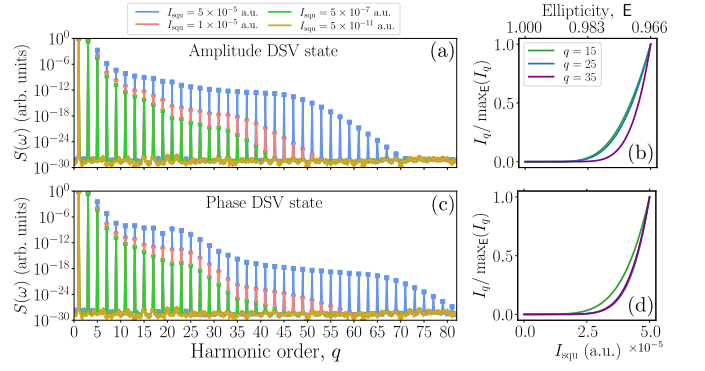 I_squ = 5 × 10⁻⁵ a.u. I_squ = 5 × 10⁻⁷ a.u.
I_squ = 1 × 10⁻⁵ a.u. I_squ = 5 × 10⁻¹¹ a.u.
Amplitude DSV state (a)
S(ω) (arb. units)
10⁰
10⁻⁶
10⁻¹²
10⁻¹⁸
10⁻²⁴
10⁻³⁰
Ellipticity, E
1.000 0.983 0.966
q = 15
q = 25
q = 35
I_q/ max_E(I_q)
1.0
0.5
0.0
(b)
Phase DSV state (c)
S(ω) (arb. units)
10⁰
10⁻⁶
10⁻¹²
10⁻¹⁸
10⁻²⁴
10⁻³⁰
0 5 10 15 20 25 30 35 40 45 50 55 60 65 70 75 80
Harmonic order, q
I_q/ max_E(I_q)
1.0
0.5
0.0
(d)
0.0 2.5 5.0
I_squ (a.u.) ×10⁻⁵